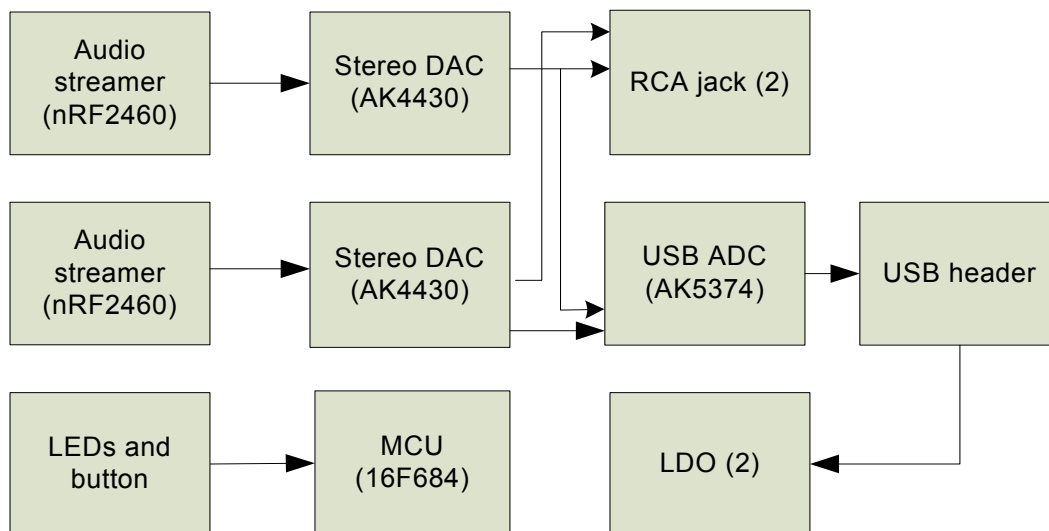 Audio
streamer
(nRF2460)
Stereo DAC
(AK4430)
RCA jack (2)
Audio
streamer
(nRF2460)
Stereo DAC
(AK4430)
USB ADC
(AK5374)
USB header
LEDs and
button
MCU
(16F684)
LDO (2)